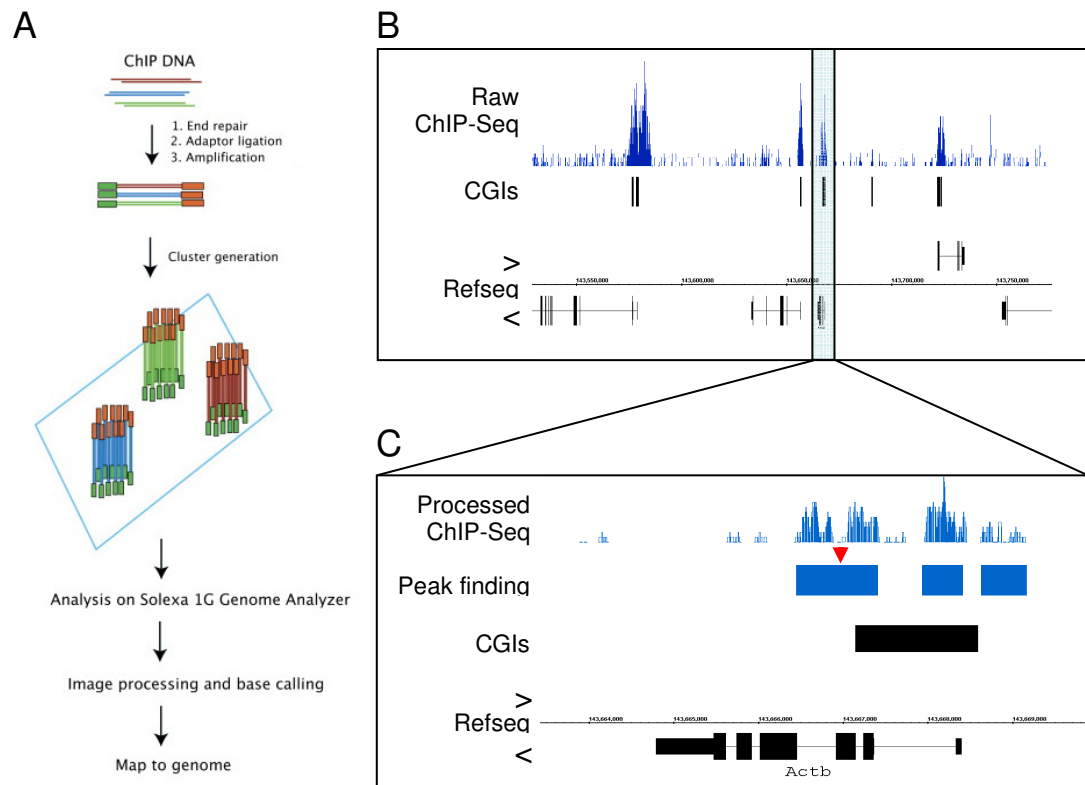 A
ChIP DNA
1. End repair
2. Adaptor ligation
3. Amplification
Cluster generation
Analysis on Solexa 1G Genome Analyzer
Image processing and base calling
Map to genome
B
Raw
ChIP-Seq
CGIs
>
143,550,000 143,600,000 143,650,000 143,700,000 143,750,000
Refseq
<
C
Processed
ChIP-Seq
Peak finding
CGIs
>
143,664,000 143,665,000 143,666,000 143,667,000 143,668,000 143,669,000
Refseq
<
Actb